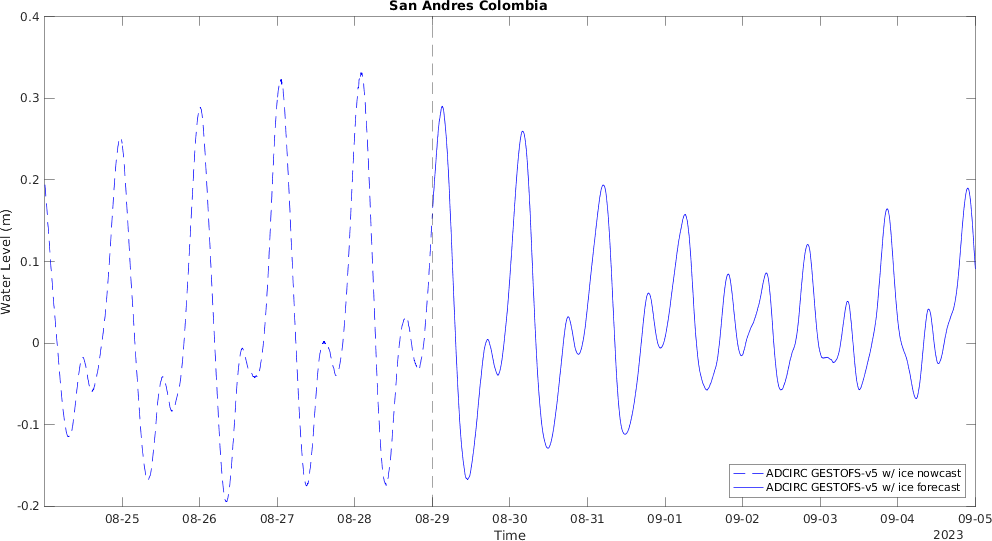 San Andres Colombia
Water Level (m)
0.4
0.3
0.2
0.1
0
-0.1
-0.2
ADCIRC GESTOFS-v5 w/ ice nowcast
ADCIRC GESTOFS-v5 w/ ice forecast
08-25 08-26 08-27 08-28 08-29 08-30 08-31 09-01 09-02 09-03 09-04 09-05
Time
2023